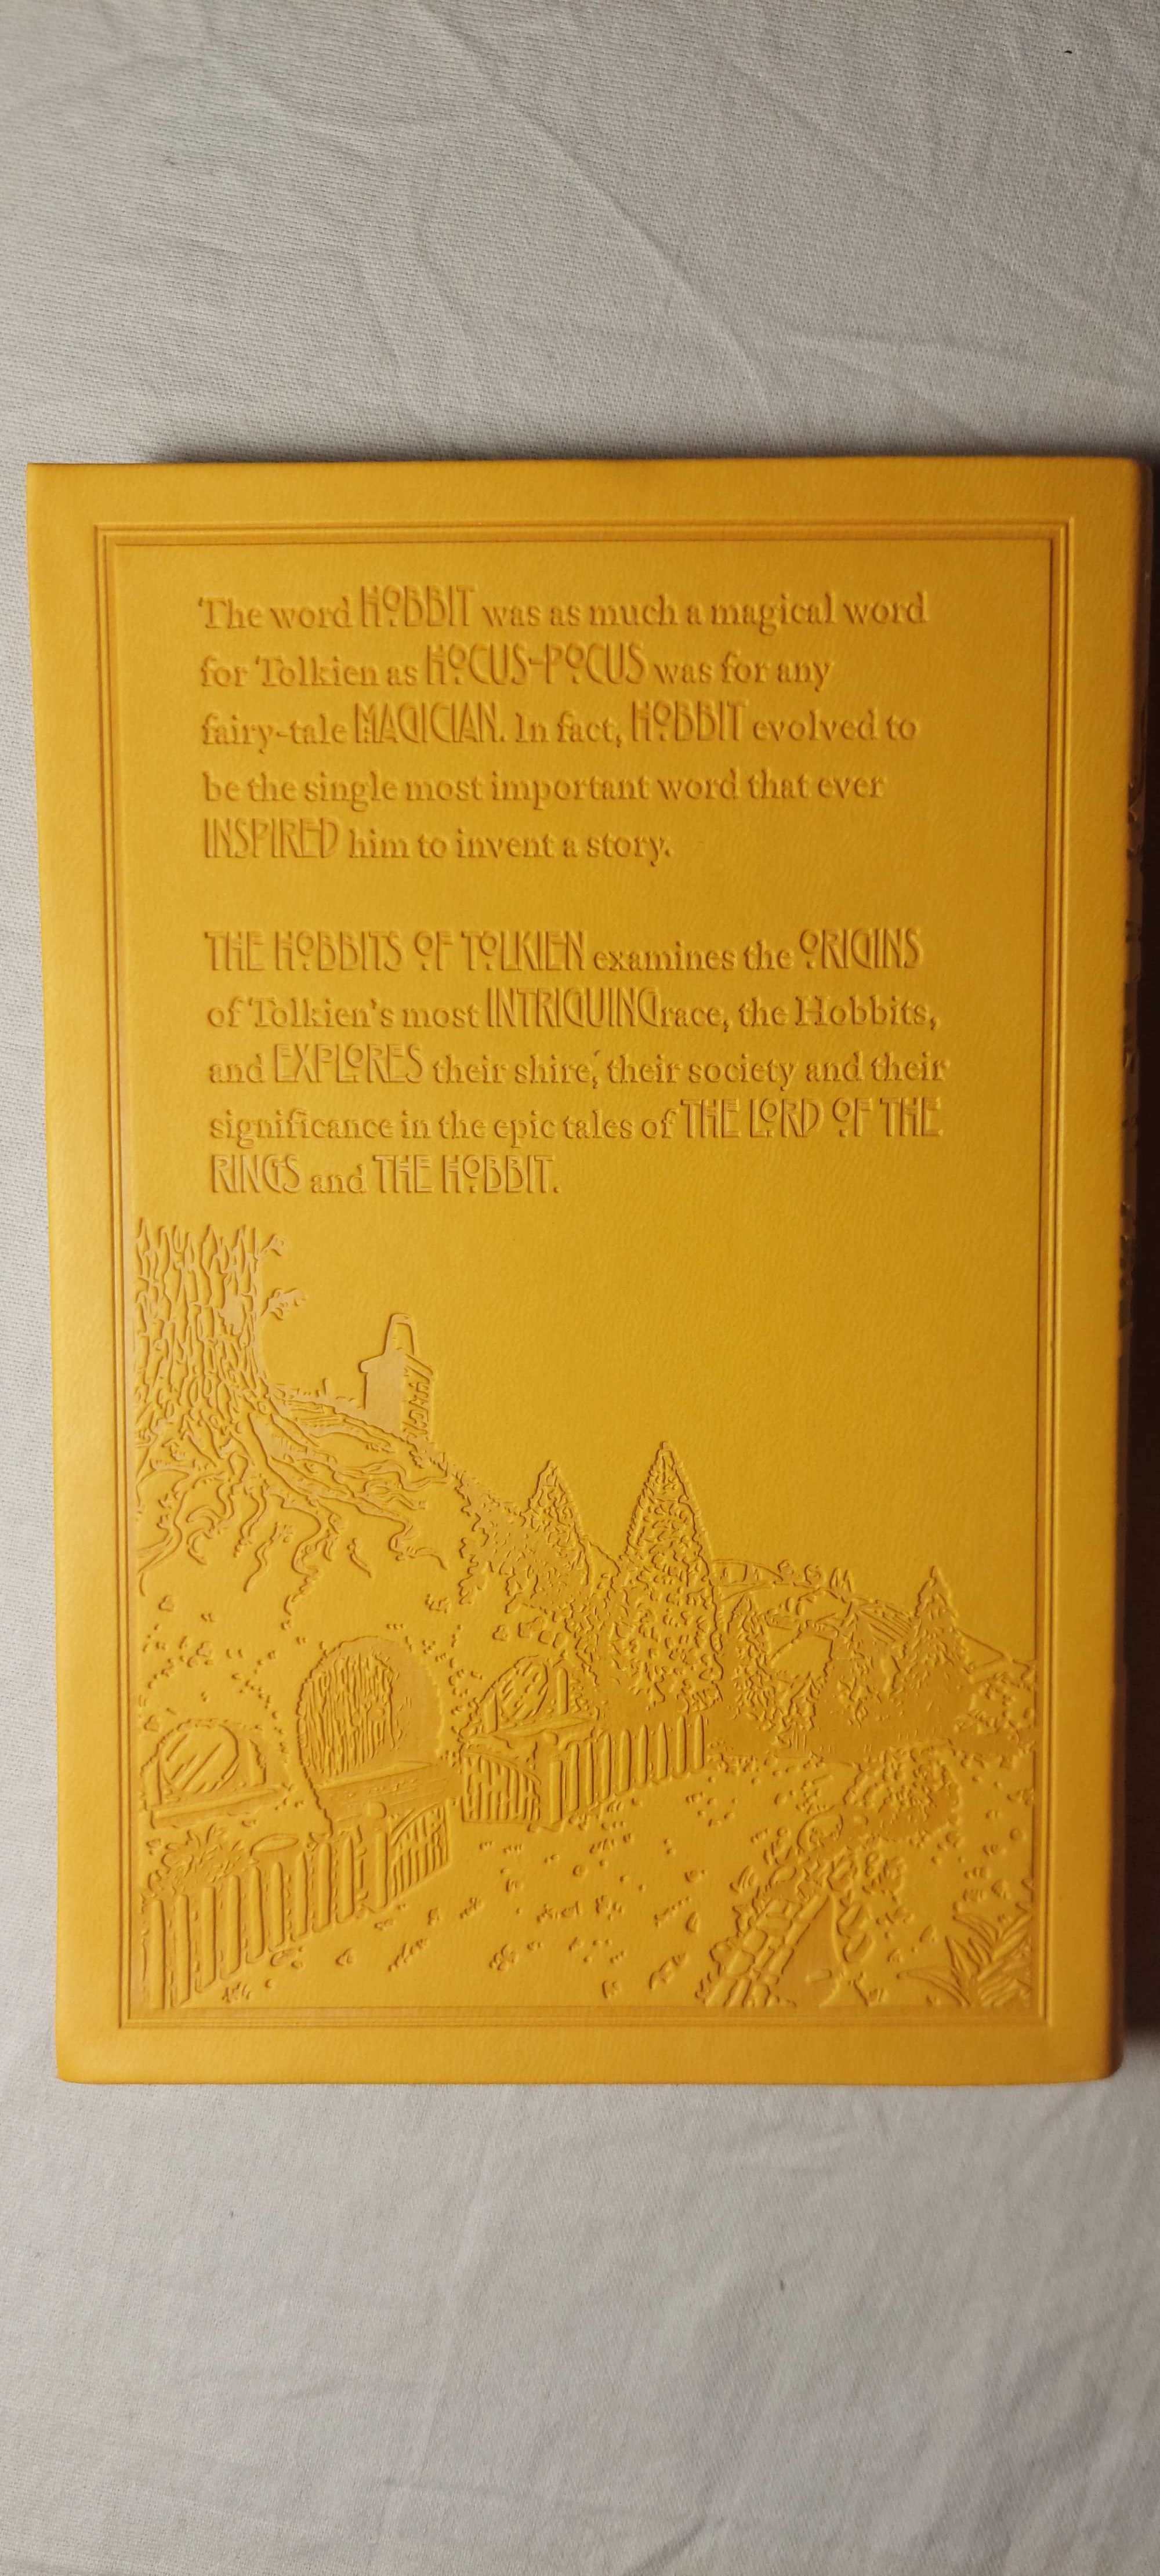 The word HOBBIT was as much a magical word
for Tolkien as HOCUS-POCUS was for any
fairy-tale MAGICIAN. In fact, HOBBIT evolved to
be the single most important word that ever
INSPIRED him to invent a story.
THE HOBBITS OF TOLKIEN examines the ORIGINS
of Tolkien's most INTRIGUING race, the Hobbits,
and EXPLORES their shire, their society and their
significance in the epic tales of THE LORD OF THE
RINGS and THE HOBBIT.